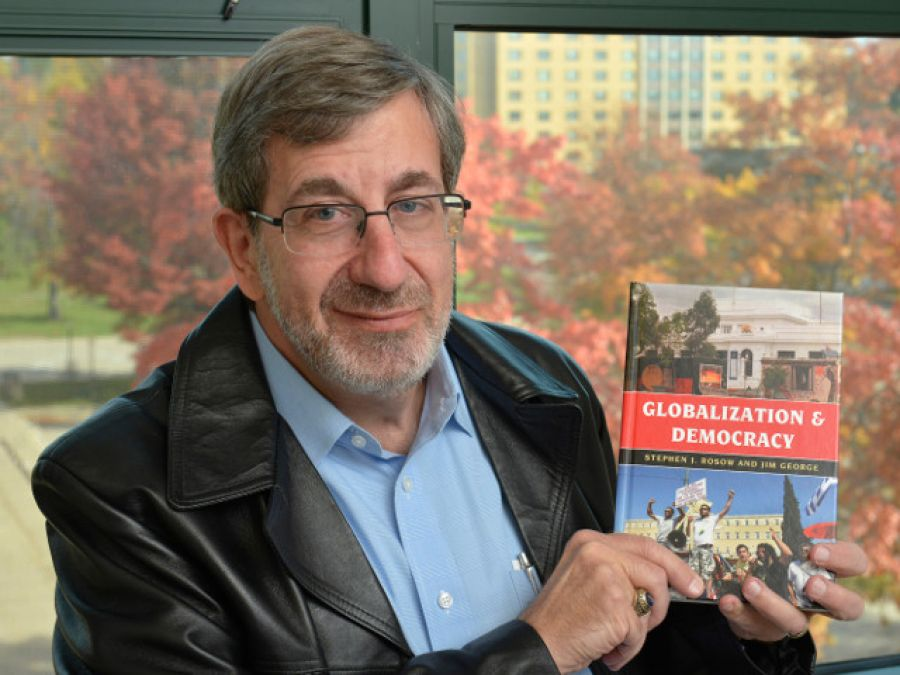 GLOBALIZATION &
DEMOCRACY
STEPHEN J. ROSOW AND JIM GEORGE